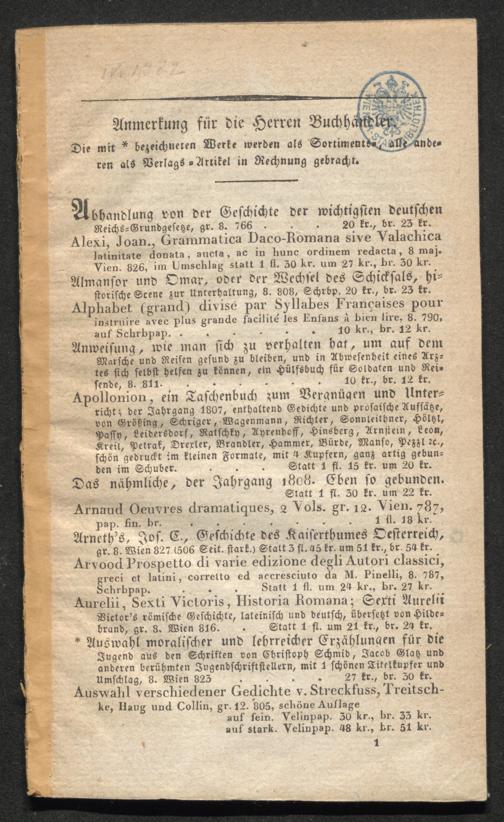 IV. 1382
Anmerkung für die Herren Buchhändler.
Die mit * bezeichneten Werke werden als Sortiments-, alle ande-
ren als Verlags-Artikel in Rechnung gebracht.
Abhandlung von der Geschichte der wichtigsten deutschen
Reichs-Grundgesetze, gr. 8. 766 . . . 20 kr., br. 23 kr.
Alexi, Joan., Grammatica Daco-Romana sive Valachica
latinitate donata, aucta, ac in hunc ordinem redacta, 8 maj.
Vien. 826, im Umschlag statt 1 fl. 30 kr. um 27 kr., br. 30 kr.
Almansor und Omar, oder der Wechsel des Schicksals, hi-
storische Scene zur Unterhaltung, 8. 808, Schrbp. 20 kr., br. 23 kr.
Alphabet (grand) divisé par Syllabes Françaises pour
instruire avec plus grande facilité les Enfans à bien lire, 8. 790,
auf Schrbpap. . . . . . . 10 kr., br. 12 kr.
Anweisung, wie man sich zu verhalten hat, um auf dem
Marsche und Reisen gesund zu bleiben, und in Abwesenheit eines Arz-
tes sich selbst helfen zu können, ein Hülfsbuch für Soldaten und Rei-
sende, 8. 811. . . . . . 10 kr., br. 12 kr.
Apollonion, ein Taschenbuch zum Vergnügen und Unter-
richt; der Jahrgang 1807, enthaltend Gedichte und prosaische Aufsätze,
von Gröfing, Schriger, Wagenmann, Richter, Sonnleithner, Höltzl,
Passy, Leidersdorf, Ratschky, Ayrenhoff, Hinsberg, Arnstein, Leon,
Kreil, Petrak, Drexler, Brandler, Hammer, Bürde, Manso, Pezzl ꝛc.,
schön gedruckt im kleinen Formate, mit 4 Kupfern, ganz artig gebun-
den im Schuber. . . . . Statt 1 fl. 15 kr. um 20 kr.
Das nähmliche, der Jahrgang 1808. Eben so gebunden.
Statt 1 fl. 30 kr. um 22 kr.
Arnaud Oeuvres dramatiques, 2 Vols. gr. 12. Vien. 787,
pap. fin. br. . . . . . . 1 fl. 18 kr.
Arneth's, Jos. C., Geschichte des Kaiserthumes Oesterreich,
gr. 8. Wien 827 (506 Seit. stark.) Statt 3 fl. 45 kr. um 51 kr., br. 54 kr.
Arvood Prospetto di varie edizione degli Autori classici,
greci et latini, corretto ed accresciuto da M. Pinelli, 8. 787,
Schrbpap. . . . . Statt 1 fl. um 24 kr., br. 27 kr.
Aurelii, Sexti Victoris, Historia Romana; Sexti Aurelii
Victor's römische Geschichte, lateinisch und deutsch, übersetzt von Hilde-
brand, gr. 8. Wien 816. . Statt 1 fl. um 21 kr., br. 24 kr.
* Auswahl moralischer und lehrreicher Erzählungen für die
Jugend aus den Schriften von Christoph Schmid, Jacob Glatz und
anderen berühmten Jugendschriftstellern, mit 1 schönen Titelkupfer und
Umschlag, 8. Wien 823 . . . . 27 kr., br. 30 kr.
Auswahl verschiedener Gedichte v. Streckfuss, Treitsch-
ke, Haug und Collin, gr. 12. 805, schöne Auflage
auf fein. Velinpap. 30 kr., br. 33 kr.
auf stark. Velinpap. 48 kr., br. 51 kr.
1